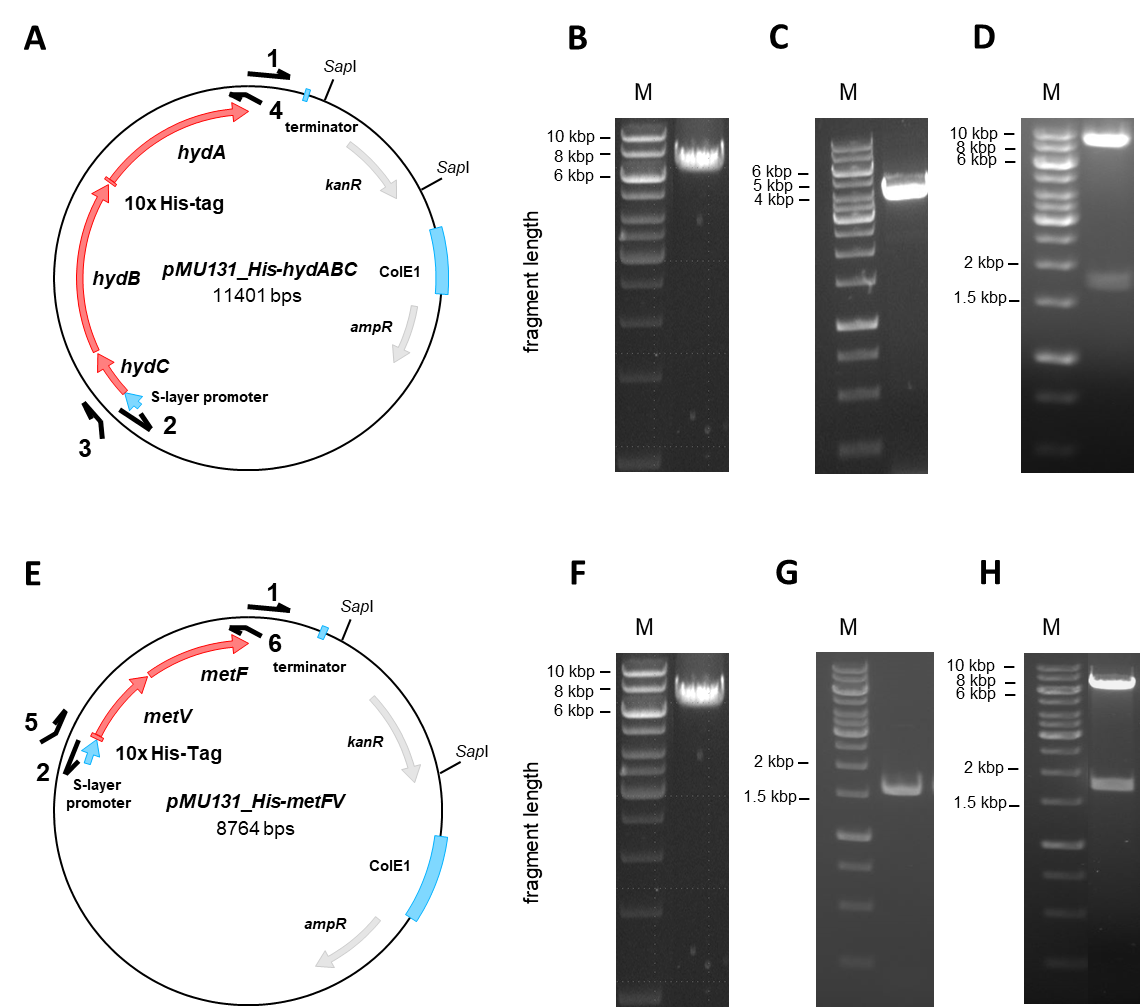 A
1
SapI
4
terminator
hydA
kanR
SapI
10x His-tag
hydB
pMU131_His-hydABC
11401 bps
ColE1
ampR
hydC
S-layer promoter
2
3
B
M
10 kbp
8 kbp
6 kbp
fragment length
C
M
6 kbp
5 kbp
4 kbp
D
M
10 kbp
8 kbp
6 kbp
2 kbp
1.5 kbp
E
1
SapI
6
terminator
metF
metV
kanR
SapI
5
2
10x His-Tag
S-layer
promoter
pMU131_His-metFV
8764 bps
ColE1
ampR
F
M
10 kbp
8 kbp
6 kbp
fragment length
G
M
2 kbp
1.5 kbp
H
M
10 kbp
8 kbp
6 kbp
2 kbp
1.5 kbp